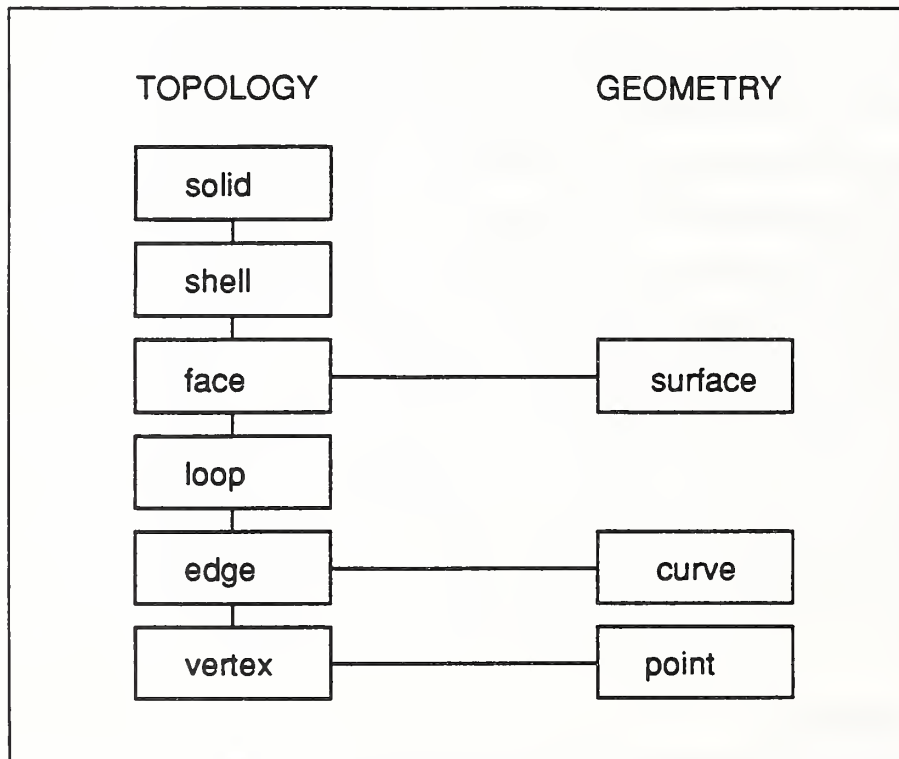 TOPOLOGY GEOMETRY
solid
shell
face surface
loop
edge curve
vertex point